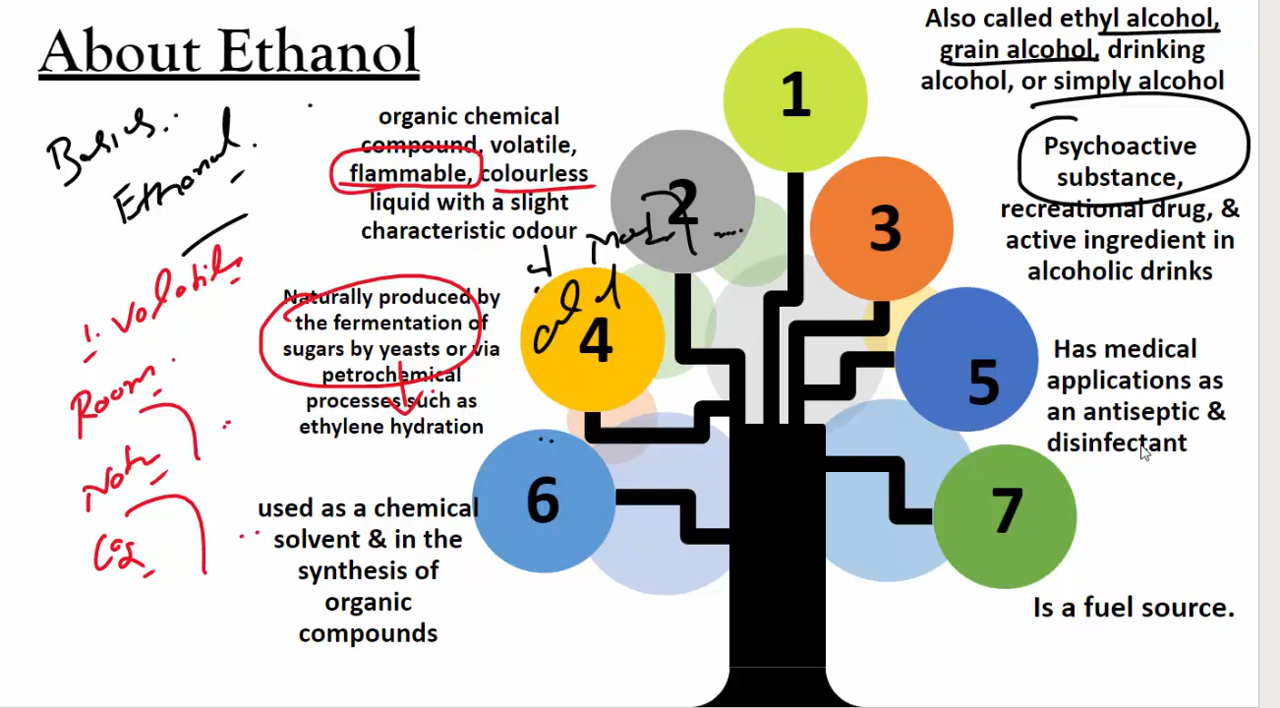 About Ethanol
Basics
Ethanol
1. Volatile
Room
organic chemical
compound, volatile,
flammable, colourless
liquid with a slight
characteristic odour
Naturally produced by
the fermentation of
sugars by yeasts or via
petrochemical
processes such as
ethylene hydration
used as a chemical
solvent & in the
synthesis of
organic
compounds
1
2
3
4
5
6
7
Also called ethyl alcohol,
grain alcohol, drinking
alcohol, or simply alcohol
Psychoactive
substance,
recreational drug, &
active ingredient in
alcoholic drinks
Has medical
applications as
an antiseptic &
disinfectant
Is a fuel source.